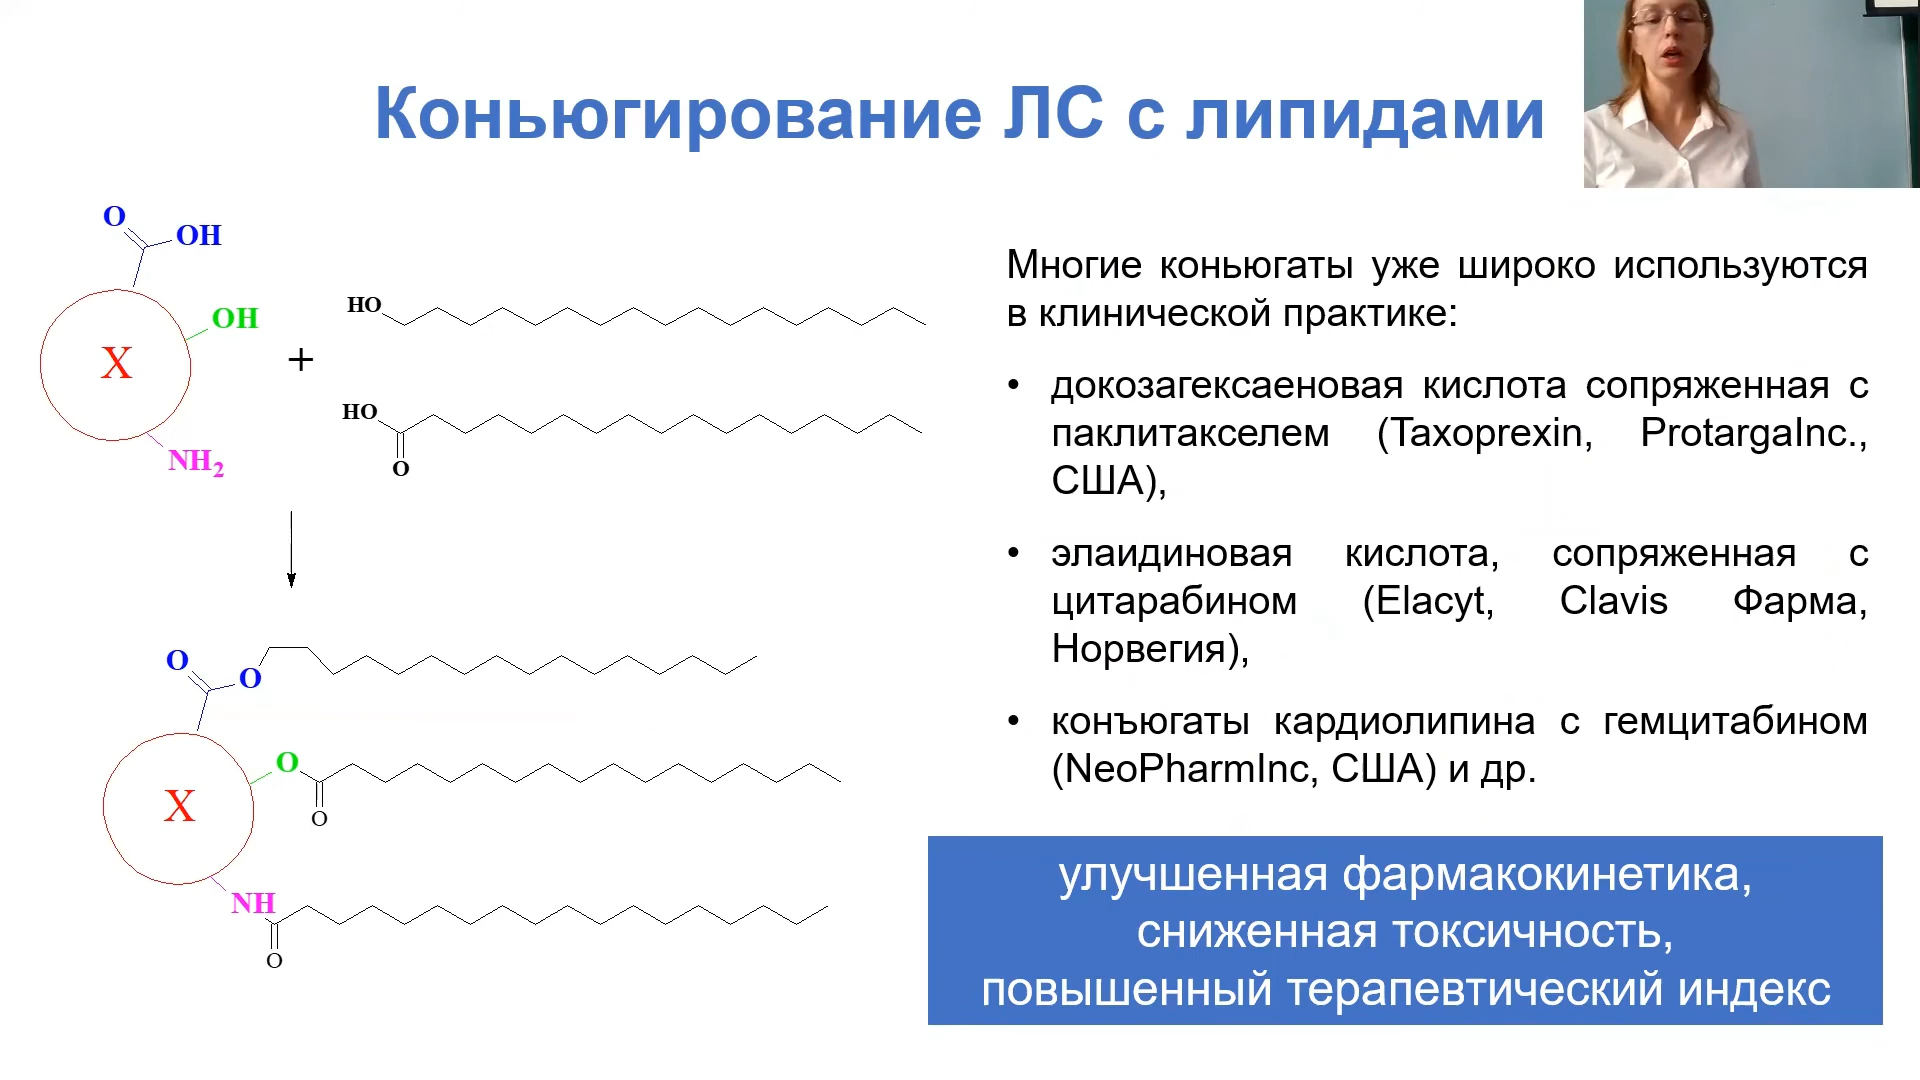 Коньюгирование ЛС с липидами
O
OH
OH
X
NH₂
+
HO
HO
O
O
O
X
O
O
NH
O
Многие коньюгаты уже широко используются
в клинической практике:
• докозагексаеновая кислота сопряженная с
паклитакселем (Taxoprexin, ProtargaInc.,
США),
• элаидиновая кислота, сопряженная с
цитарабином (Elacyt, Clavis Фарма,
Норвегия),
• конъюгаты кардиолипина с гемцитабином
(NeoPharmInc, США) и др.
улучшенная фармакокинетика,
сниженная токсичность,
повышенный терапевтический индекс